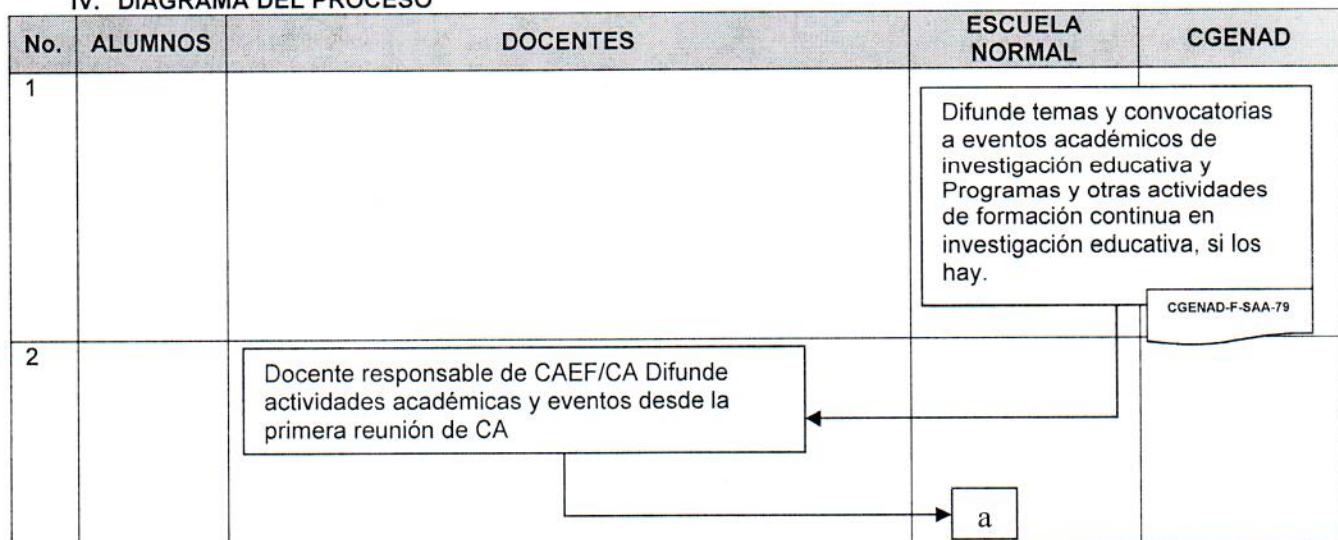 IV. DIAGRAMA DEL PROCESO
No. ALUMNOS DOCENTES ESCUELA NORMAL CGENAD
1
Difunde temas y convocatorias
a eventos académicos de
investigación educativa y
Programas y otras actividades
de formación continua en
investigación educativa, si los
hay.
CGENAD-F-SAA-79
2
Docente responsable de CAEF/CA Difunde
actividades académicas y eventos desde la
primera reunión de CA
a